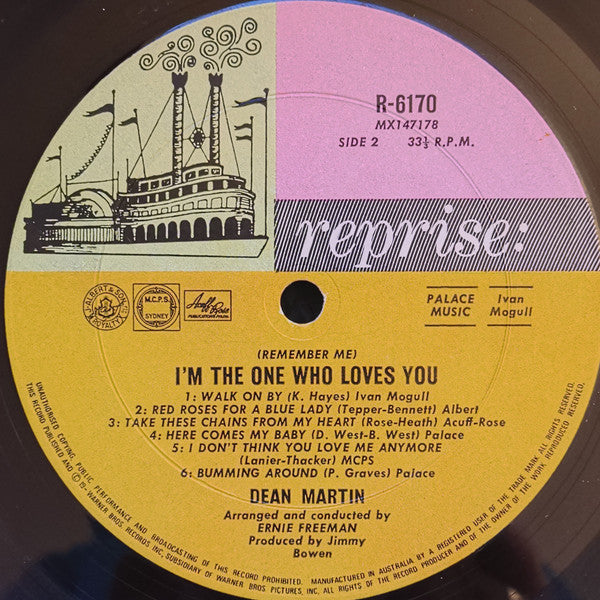 R-6170
MX147178
SIDE 2 33⅓ R.P.M.
reprise:
J. ALBERT & SON
ROYALTY
M.C.P.S.
SYDNEY
Acuff-Rose
PALACE MUSIC
Ivan Mogull
(REMEMBER ME)
I'M THE ONE WHO LOVES YOU
1: WALK ON BY (K. Hayes) Ivan Mogull
2: RED ROSES FOR A BLUE LADY (Tepper-Bennett) Albert
3: TAKE THESE CHAINS FROM MY HEART (Rose-Heath) Acuff-Rose
4: HERE COMES MY BABY (D. West-B. West) Palace
5: I DON'T THINK YOU LOVE ME ANYMORE
(Lanier-Thacker) MCPS
6: BUMMING AROUND (P. Graves) Palace
DEAN MARTIN
Arranged and conducted by
ERNIE FREEMAN
Produced by Jimmy
Bowen
UNAUTHORISED COPYING, PUBLIC PERFORMANCE AND BROADCASTING OF THIS RECORD PROHIBITED. MANUFACTURED IN AUSTRALIA BY A REGISTERED USER OF THE TRADE MARK ALL RIGHTS RESERVED.
THIS RECORD PUBLISHED AND WARNER BROS. RECORDS INC., SUBSIDIARY OF WARNER BROS. PICTURES, INC. ALL RIGHTS OF THE RECORD PRODUCER AND OF THE OWNER OF THE WORK REPRODUCED RESERVED.